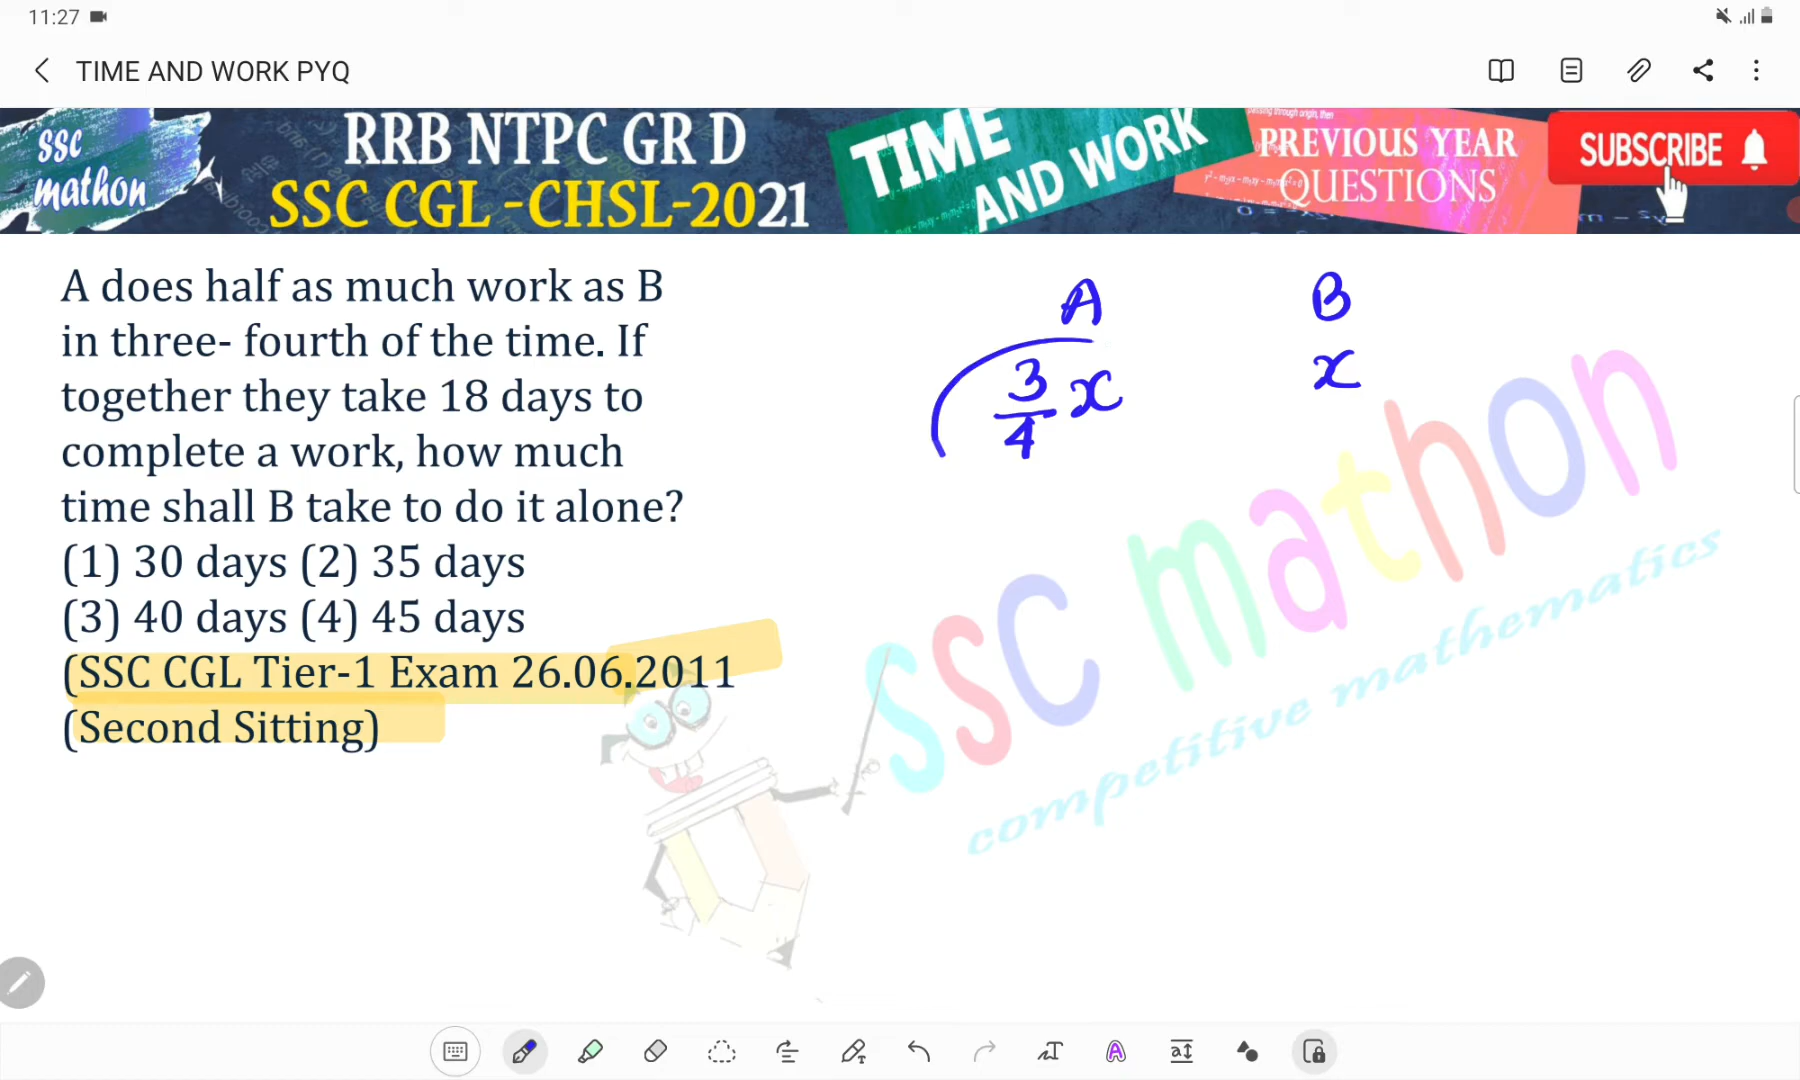 11:27
TIME AND WORK PYQ
ssc mathon
RRB NTPC GR D
SSC CGL -CHSL-2021
TIME AND WORK
PREVIOUS YEAR QUESTIONS
SUBSCRIBE
A does half as much work as B
in three- fourth of the time. If
together they take 18 days to
complete a work, how much
time shall B take to do it alone?
(1) 30 days (2) 35 days
(3) 40 days (4) 45 days
(SSC CGL Tier-1 Exam 26.06.2011
(Second Sitting)
A B
3/4 x x
ssc mathon
competitive mathematics